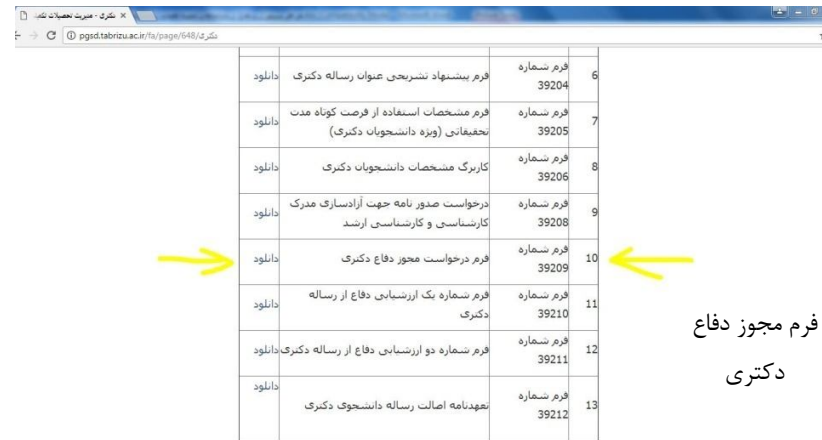 دکتری - مدیریت تحصیلات تکمیلی
pgsd.tabrizu.ac.ir/fa/page/648/دکتری
6 فرم شماره 39204 فرم پیشنهاد تشریحی عنوان رساله دکتری دانلود
7 فرم شماره 39205 فرم مشخصات استفاده از فرصت کوتاه مدت
تحقیقاتی (ویژه دانشجویان دکتری) دانلود
8 فرم شماره 39206 کاربرگ مشخصات دانشجویان دکتری دانلود
9 فرم شماره 39208 درخواست صدور نامه جهت آزادسازی مدرک
کارشناسی و کارشناسی ارشد دانلود
10 فرم شماره 39209 فرم درخواست مجوز دفاع دکتری دانلود
11 فرم شماره 39210 فرم شماره یک ارزشیابی دفاع از رساله
دکتری دانلود
12 فرم شماره 39211 فرم شماره دو ارزشیابی دفاع از رساله دکتری دانلود
13 فرم شماره 39212 تعهدنامه اصالت رساله دانشجوی دکتری دانلود
فرم مجوز دفاع
دکتری